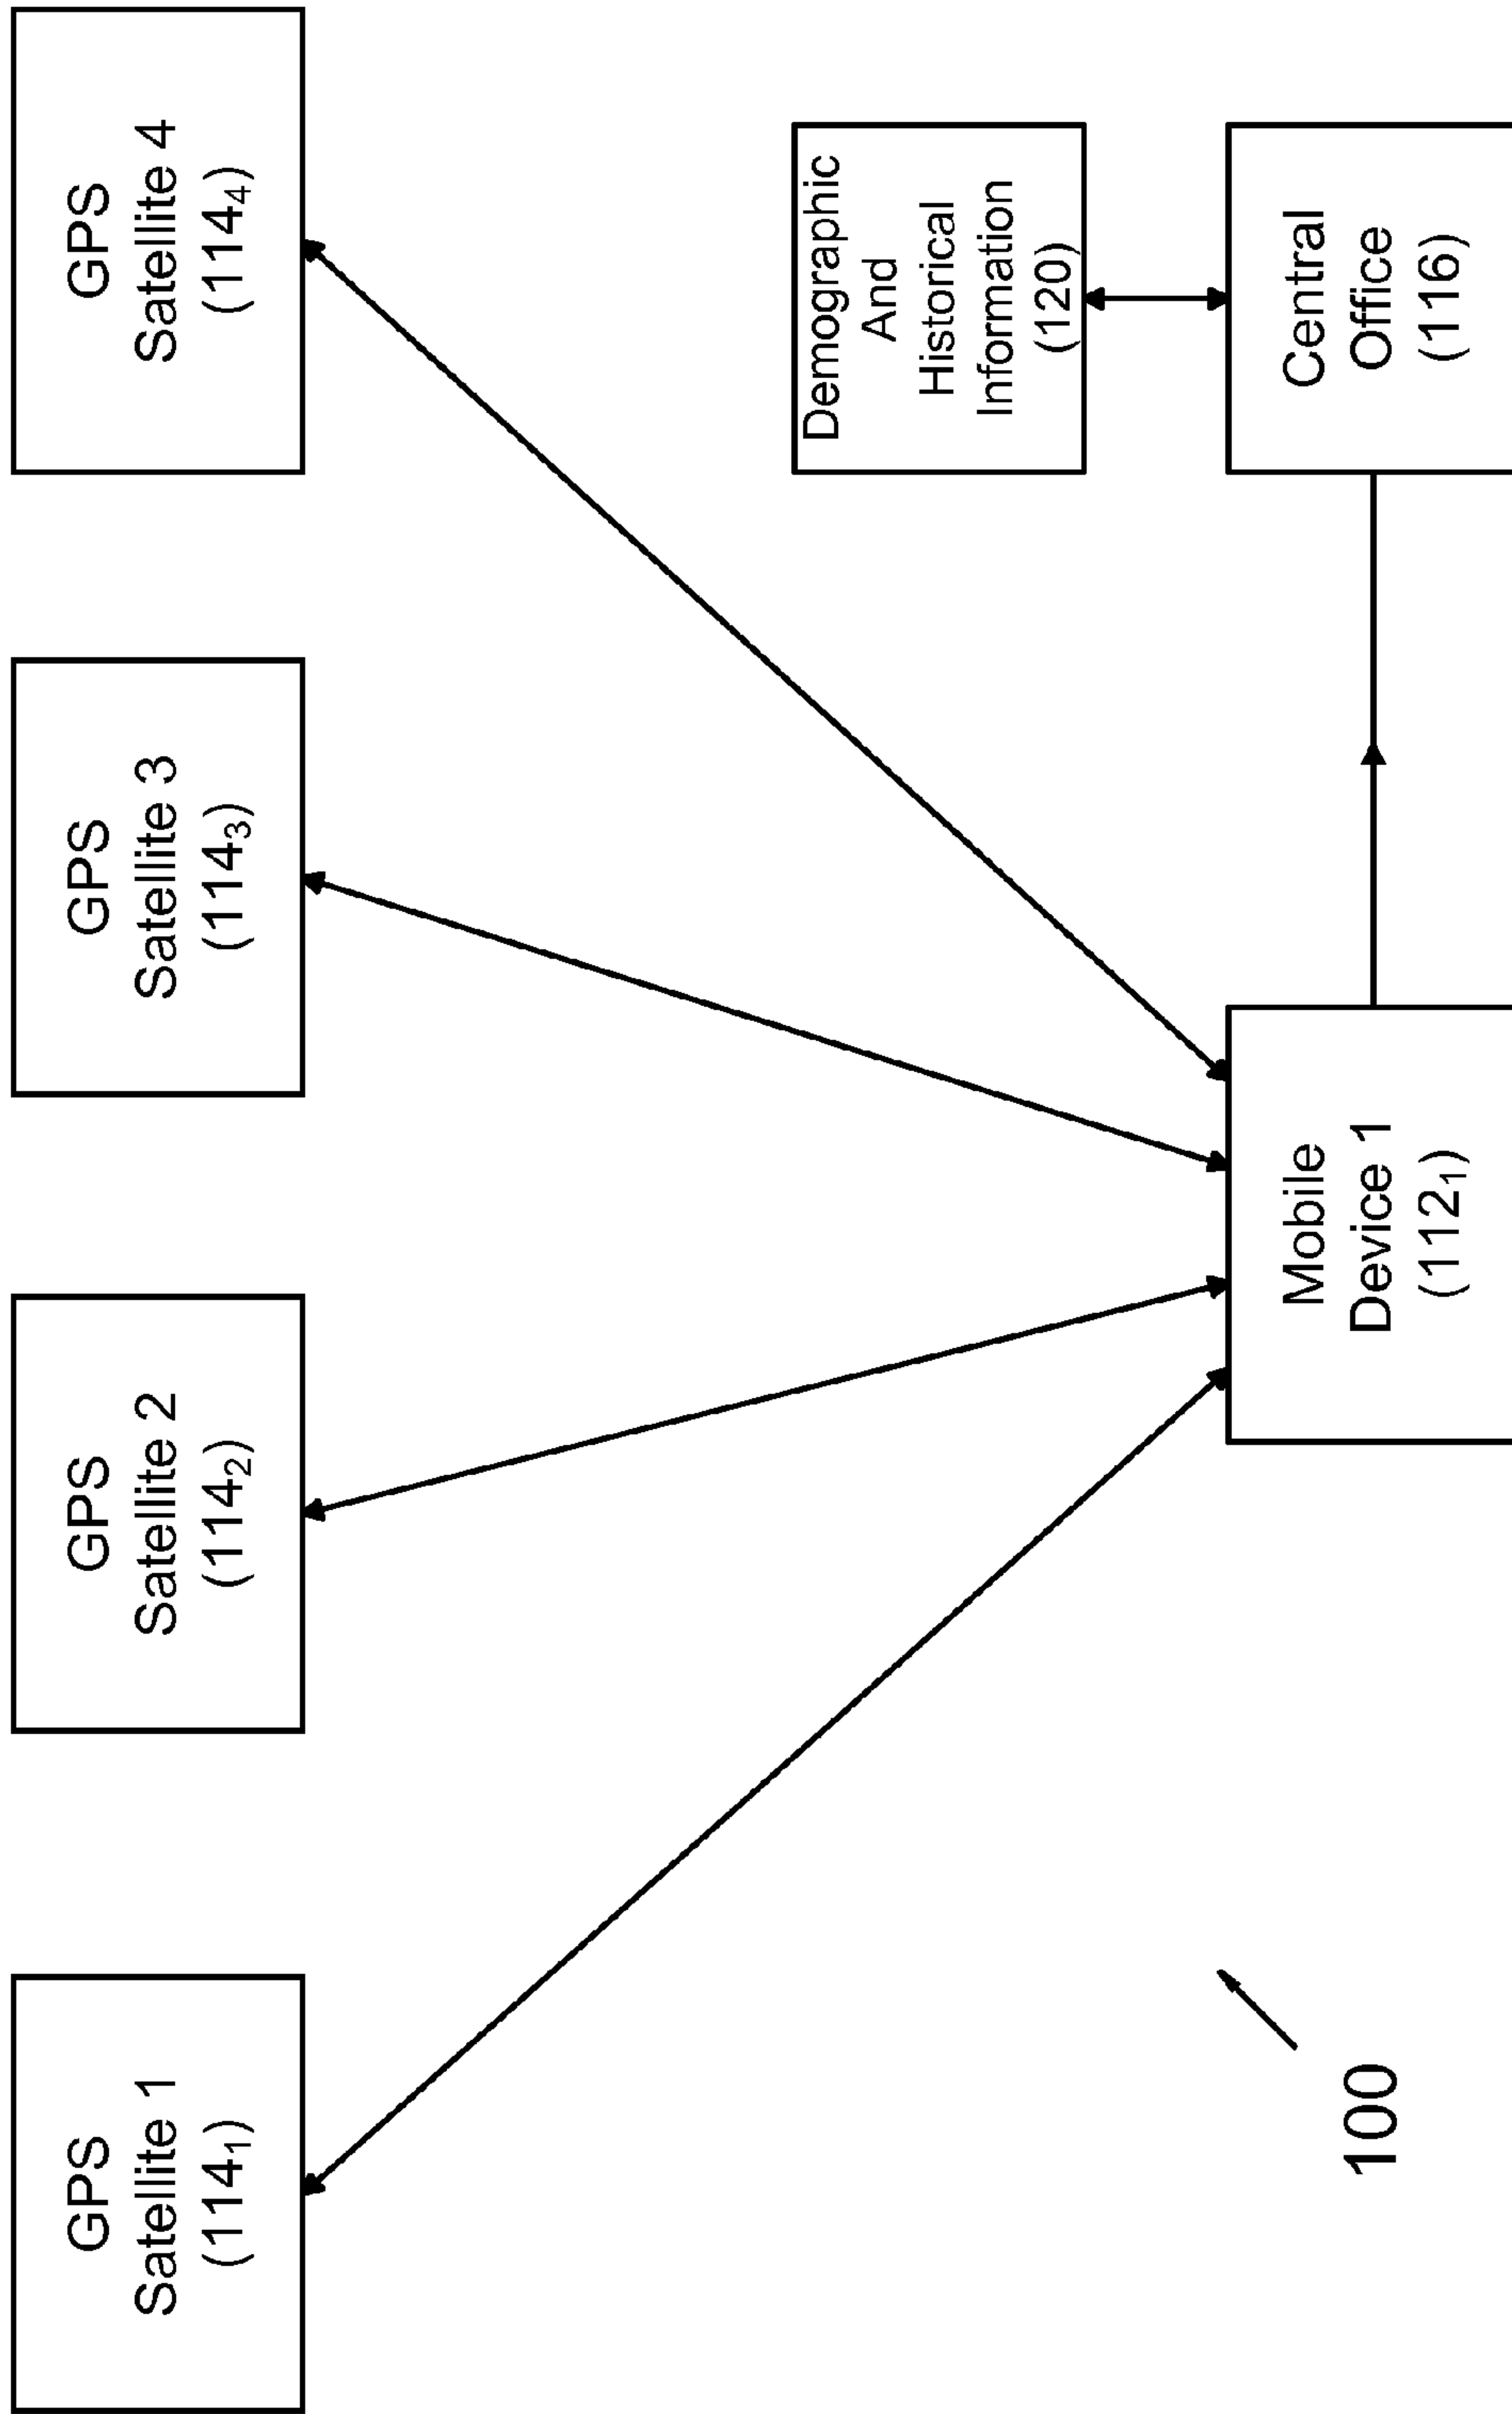 GPS
Satellite 1
(114₁)
GPS
Satellite 2
(114₂)
GPS
Satellite 3
(114₃)
GPS
Satellite 4
(114₄)
Demographic
And
Historical
Information
(120)
Mobile
Device 1
(112₁)
Central
Office
(116)
100